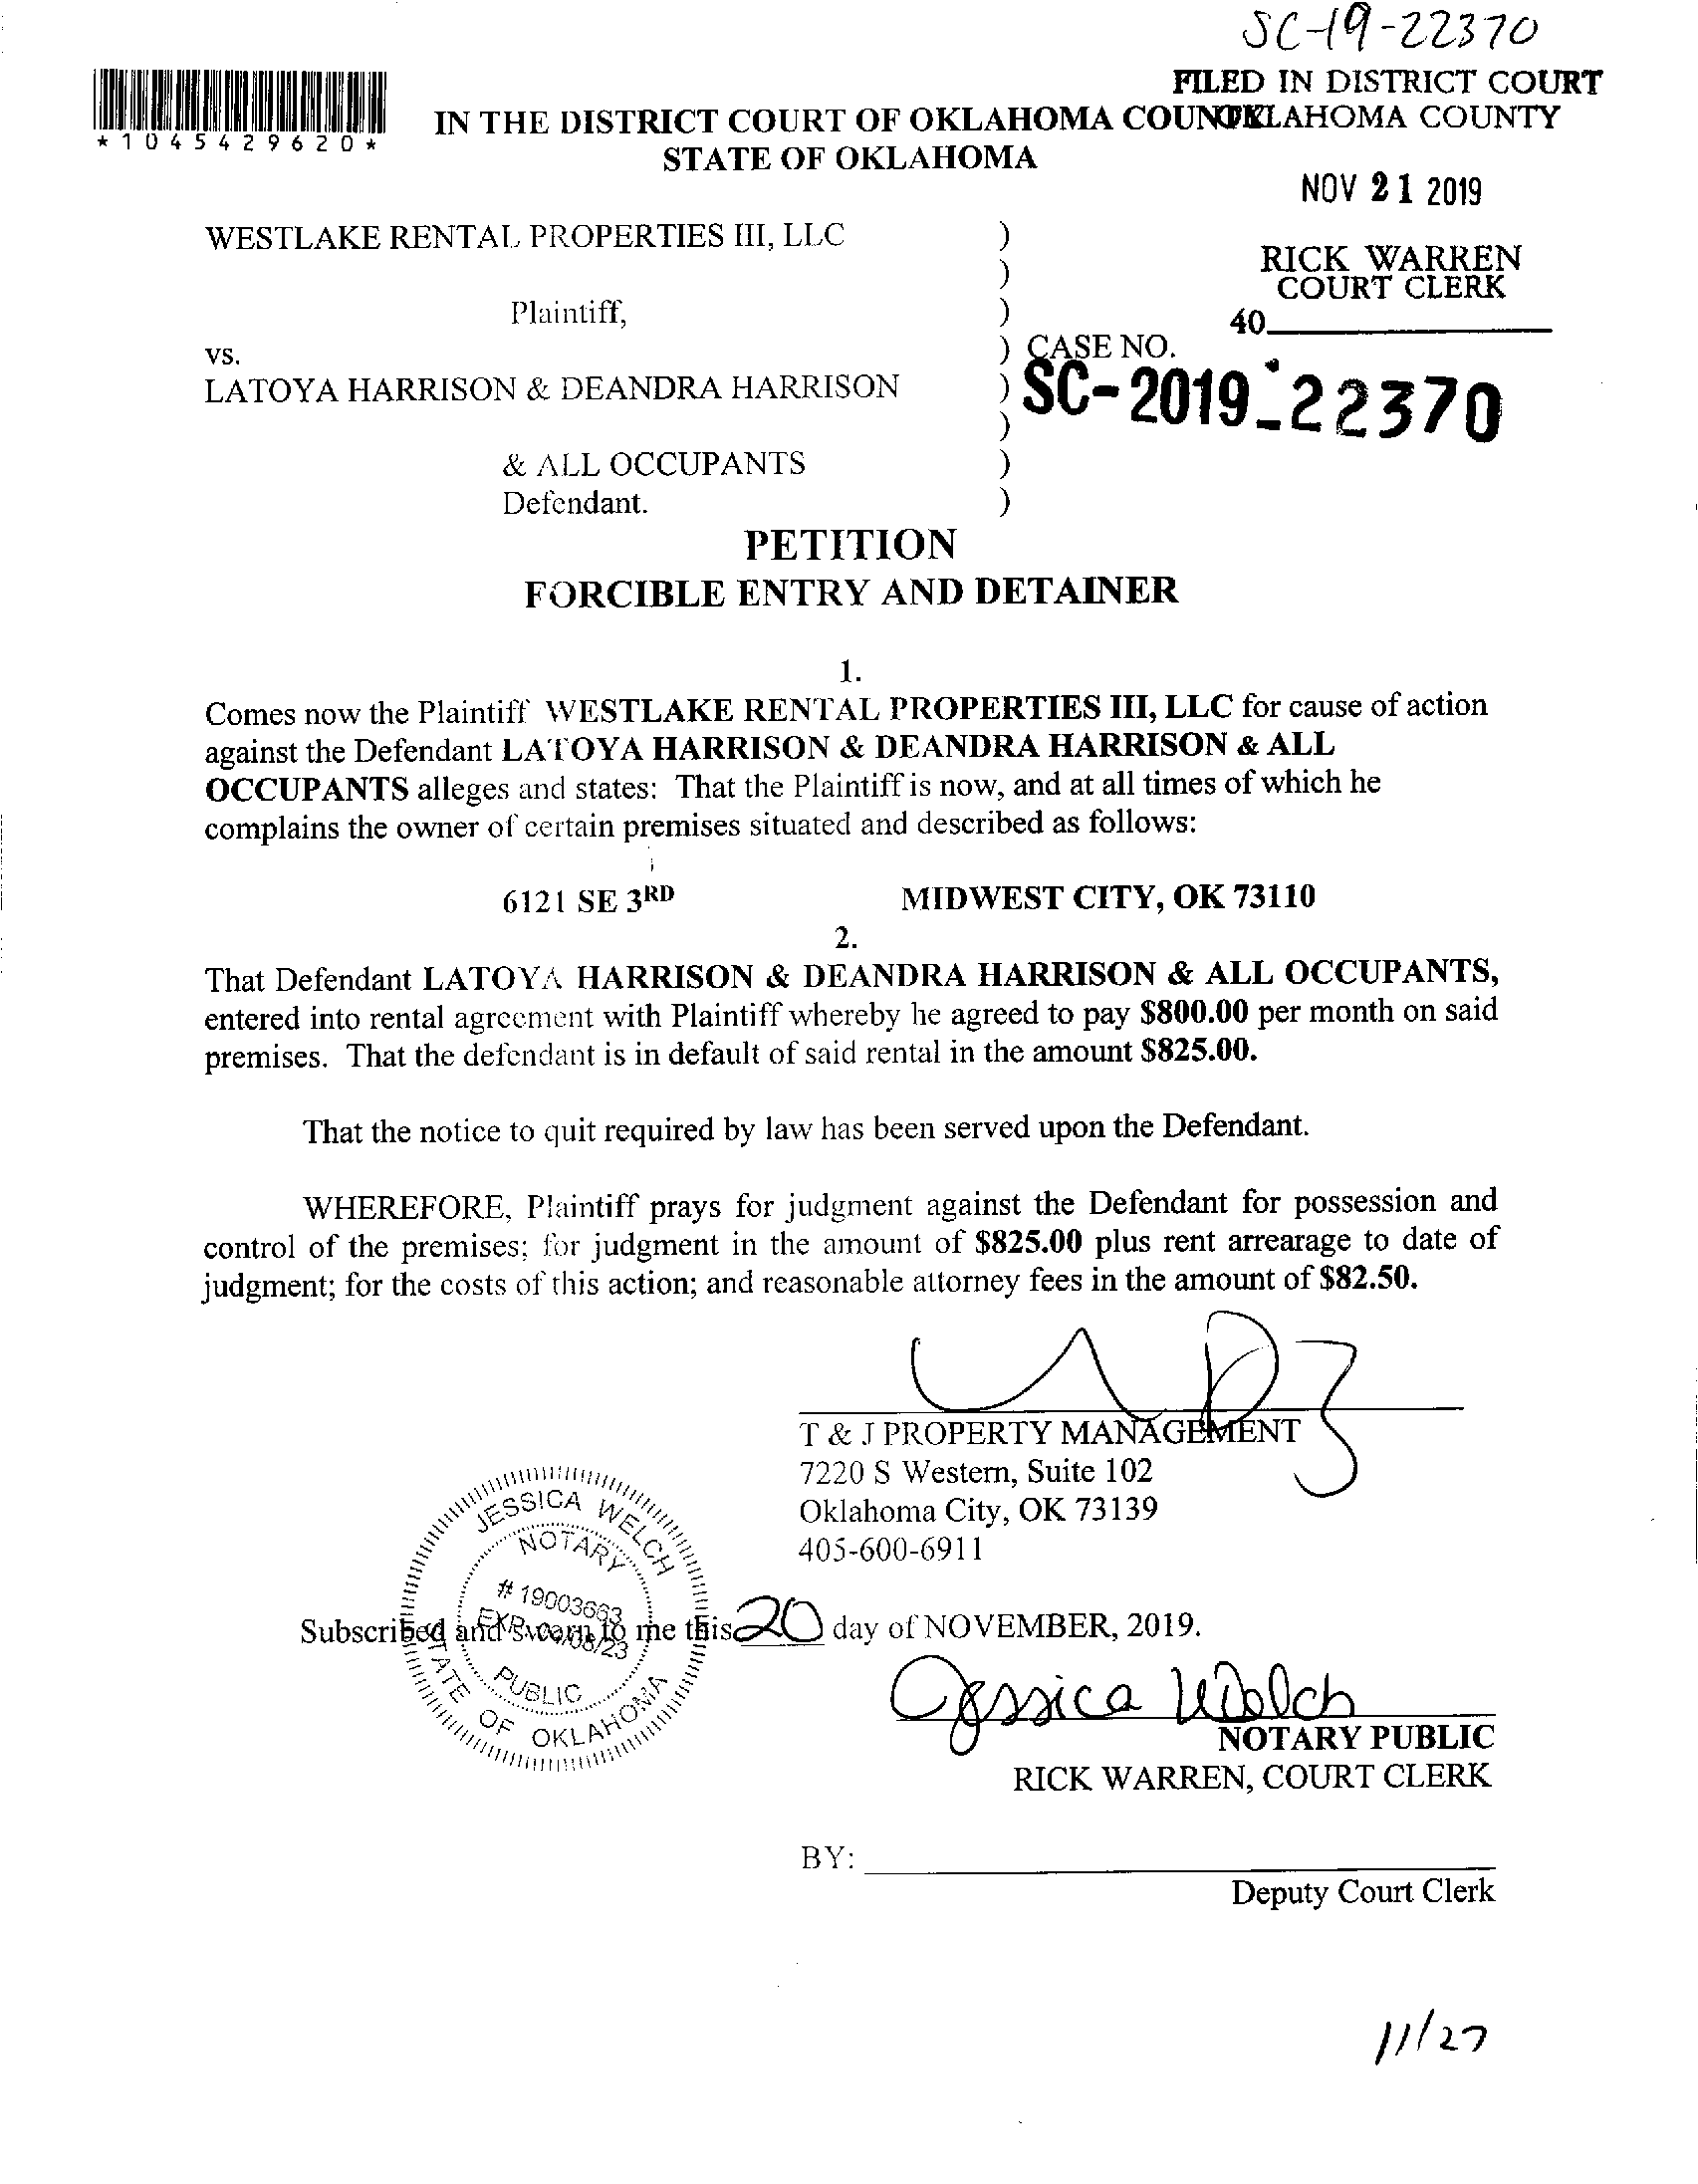 SC-19-22370
FILED IN DISTRICT COURT
OKLAHOMA COUNTY
*1045429620*
IN THE DISTRICT COURT OF OKLAHOMA COUNTY
STATE OF OKLAHOMA
NOV 21 2019
WESTLAKE RENTAL PROPERTIES III, LLC )
)
RICK WARREN
COURT CLERK
Plaintiff, )
40
vs. ) CASE NO.
LATOYA HARRISON & DEANDRA HARRISON ) SC-2019-22370
)
& ALL OCCUPANTS )
Defendant. )
PETITION
FORCIBLE ENTRY AND DETAINER
1.
Comes now the Plaintiff WESTLAKE RENTAL PROPERTIES III, LLC for cause of action
against the Defendant LATOYA HARRISON & DEANDRA HARRISON & ALL
OCCUPANTS alleges and states: That the Plaintiff is now, and at all times of which he
complains the owner of certain premises situated and described as follows:
6121 SE 3RD MIDWEST CITY, OK 73110
2.
That Defendant LATOYA HARRISON & DEANDRA HARRISON & ALL OCCUPANTS,
entered into rental agreement with Plaintiff whereby he agreed to pay $800.00 per month on said
premises. That the defendant is in default of said rental in the amount $825.00.
That the notice to quit required by law has been served upon the Defendant.
WHEREFORE, Plaintiff prays for judgment against the Defendant for possession and
control of the premises; for judgment in the amount of $825.00 plus rent arrearage to date of
judgment; for the costs of this action; and reasonable attorney fees in the amount of $82.50.
T & J PROPERTY MANAGEMENT
7220 S Western, Suite 102
Oklahoma City, OK 73139
405-600-6911
JESSICA WELCH
NOTARY
# 19003663
EXP. 04/08/23
PUBLIC
STATE OF OKLAHOMA
Subscribed and sworn to me this 20 day of NOVEMBER, 2019.
Jessica Welch
NOTARY PUBLIC
RICK WARREN, COURT CLERK
BY:
Deputy Court Clerk
11/27